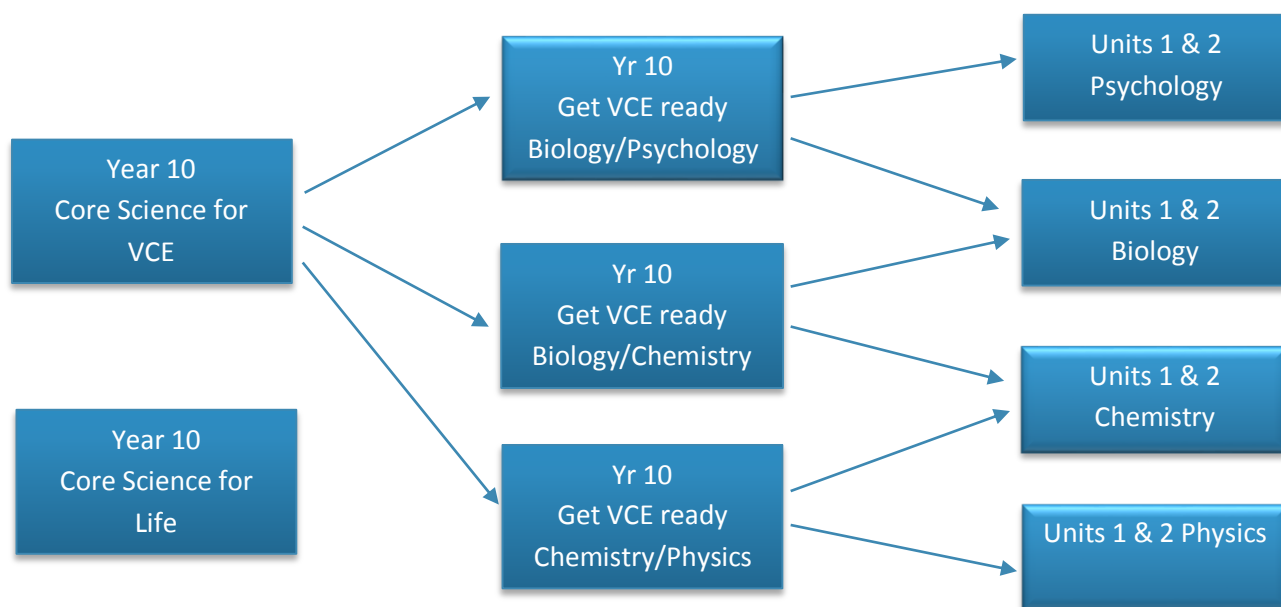 Year 10
Core Science for
VCE
Year 10
Core Science for
Life
Yr 10
Get VCE ready
Biology/Psychology
Yr 10
Get VCE ready
Biology/Chemistry
Yr 10
Get VCE ready
Chemistry/Physics
Units 1 & 2
Psychology
Units 1 & 2
Biology
Units 1 & 2
Chemistry
Units 1 & 2 Physics